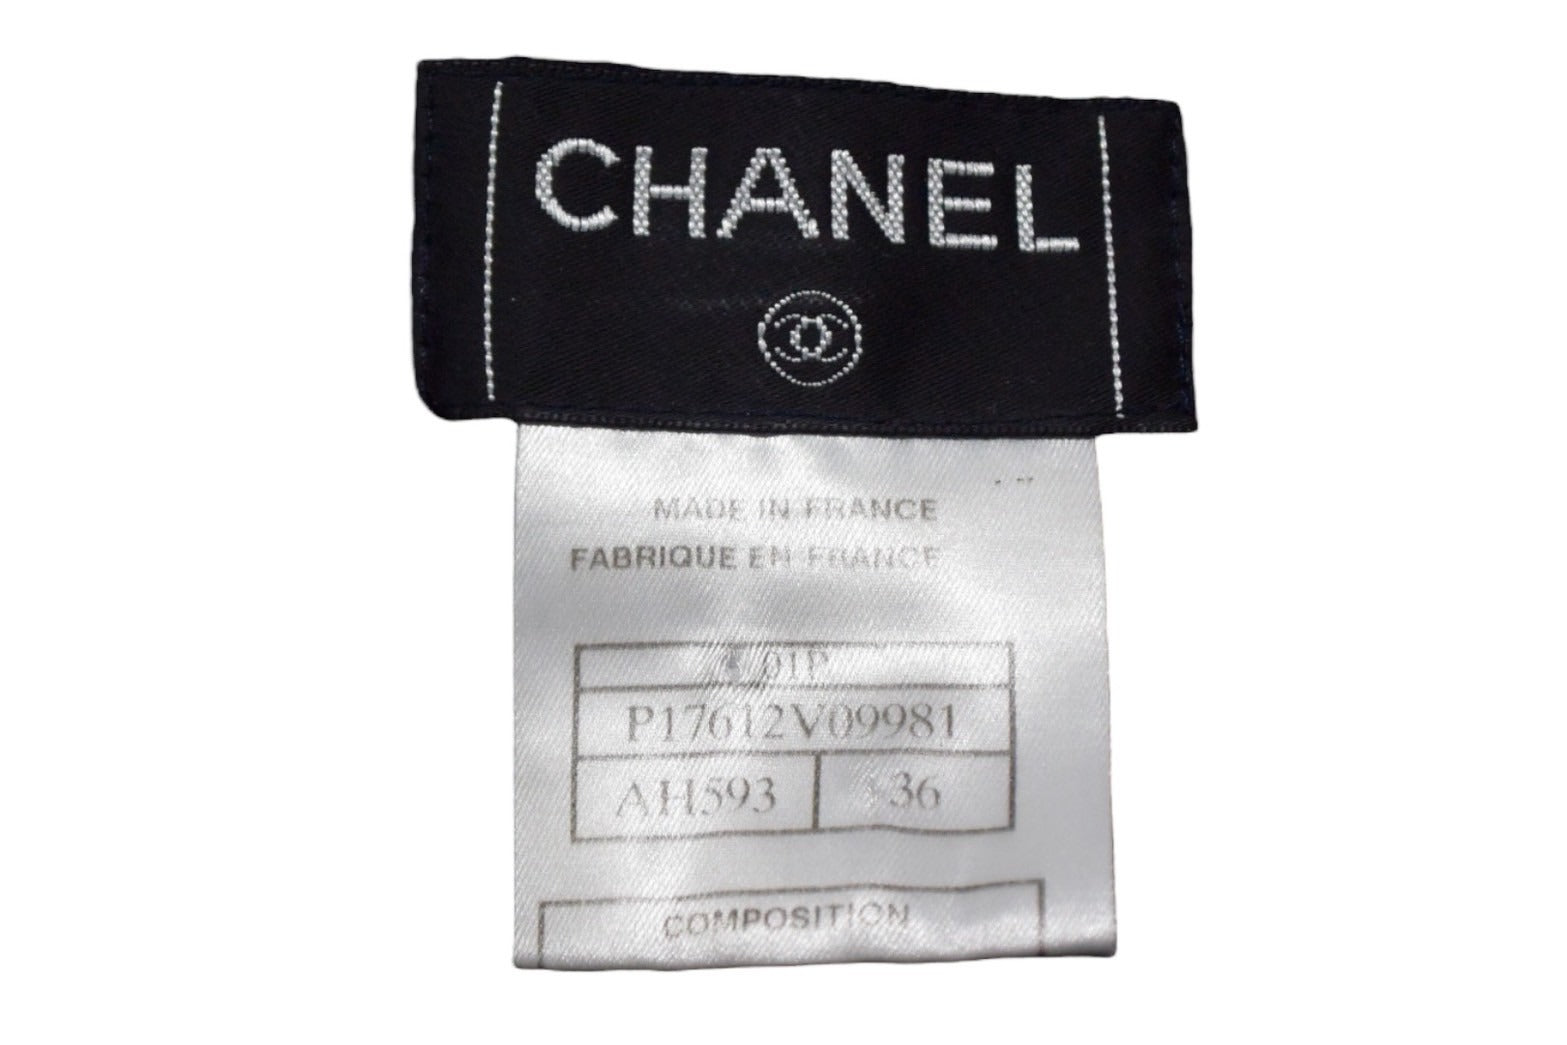 CHANEL
MADE IN FRANCE
FABRIQUE EN FRANCE
01P
P17612V09981
AH593 36
COMPOSITION